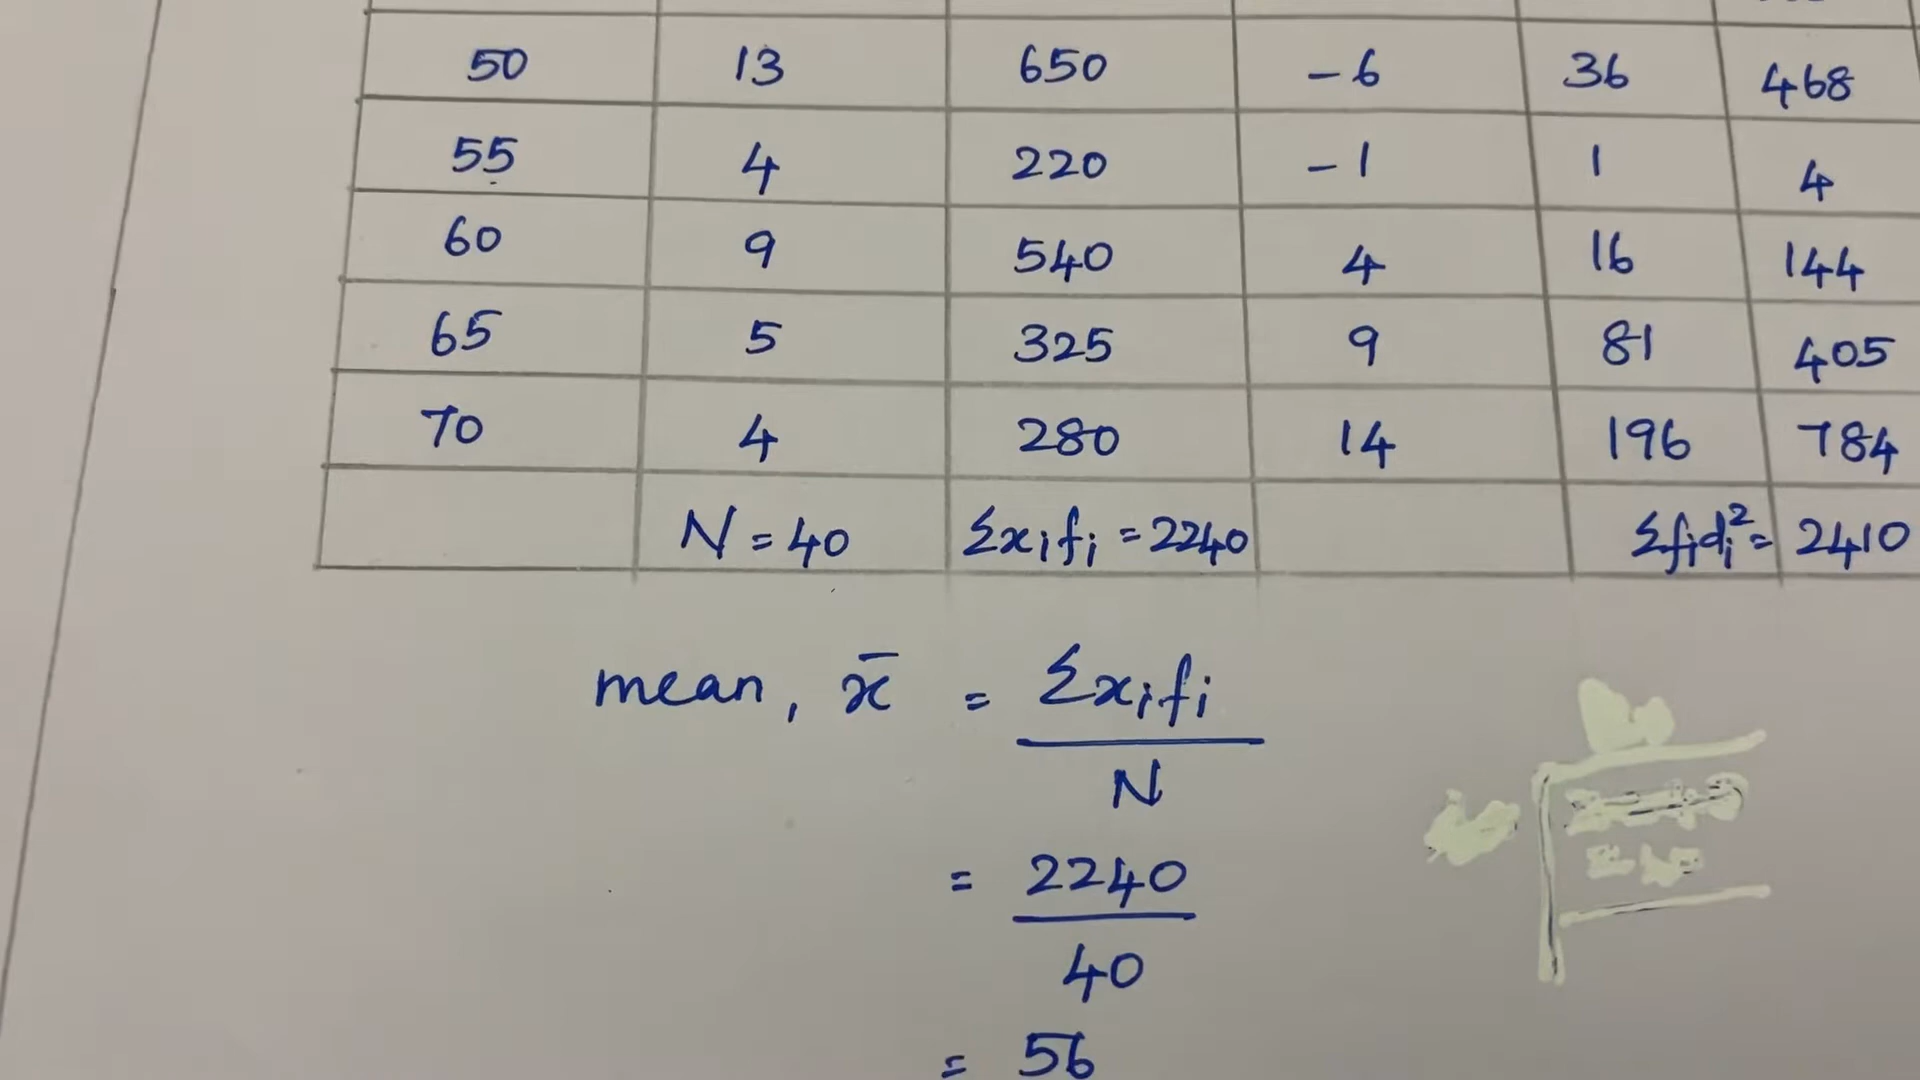 50 13 650 -6 36 468
55 4 220 -1 1 4
60 9 540 4 16 144
65 5 325 9 81 405
70 4 280 14 196 784
N = 40 Σxᵢfᵢ = 2240 Σfᵢdᵢ² = 2410
mean, x̄ = Σxᵢfᵢ
N
= 2240
40
= 56